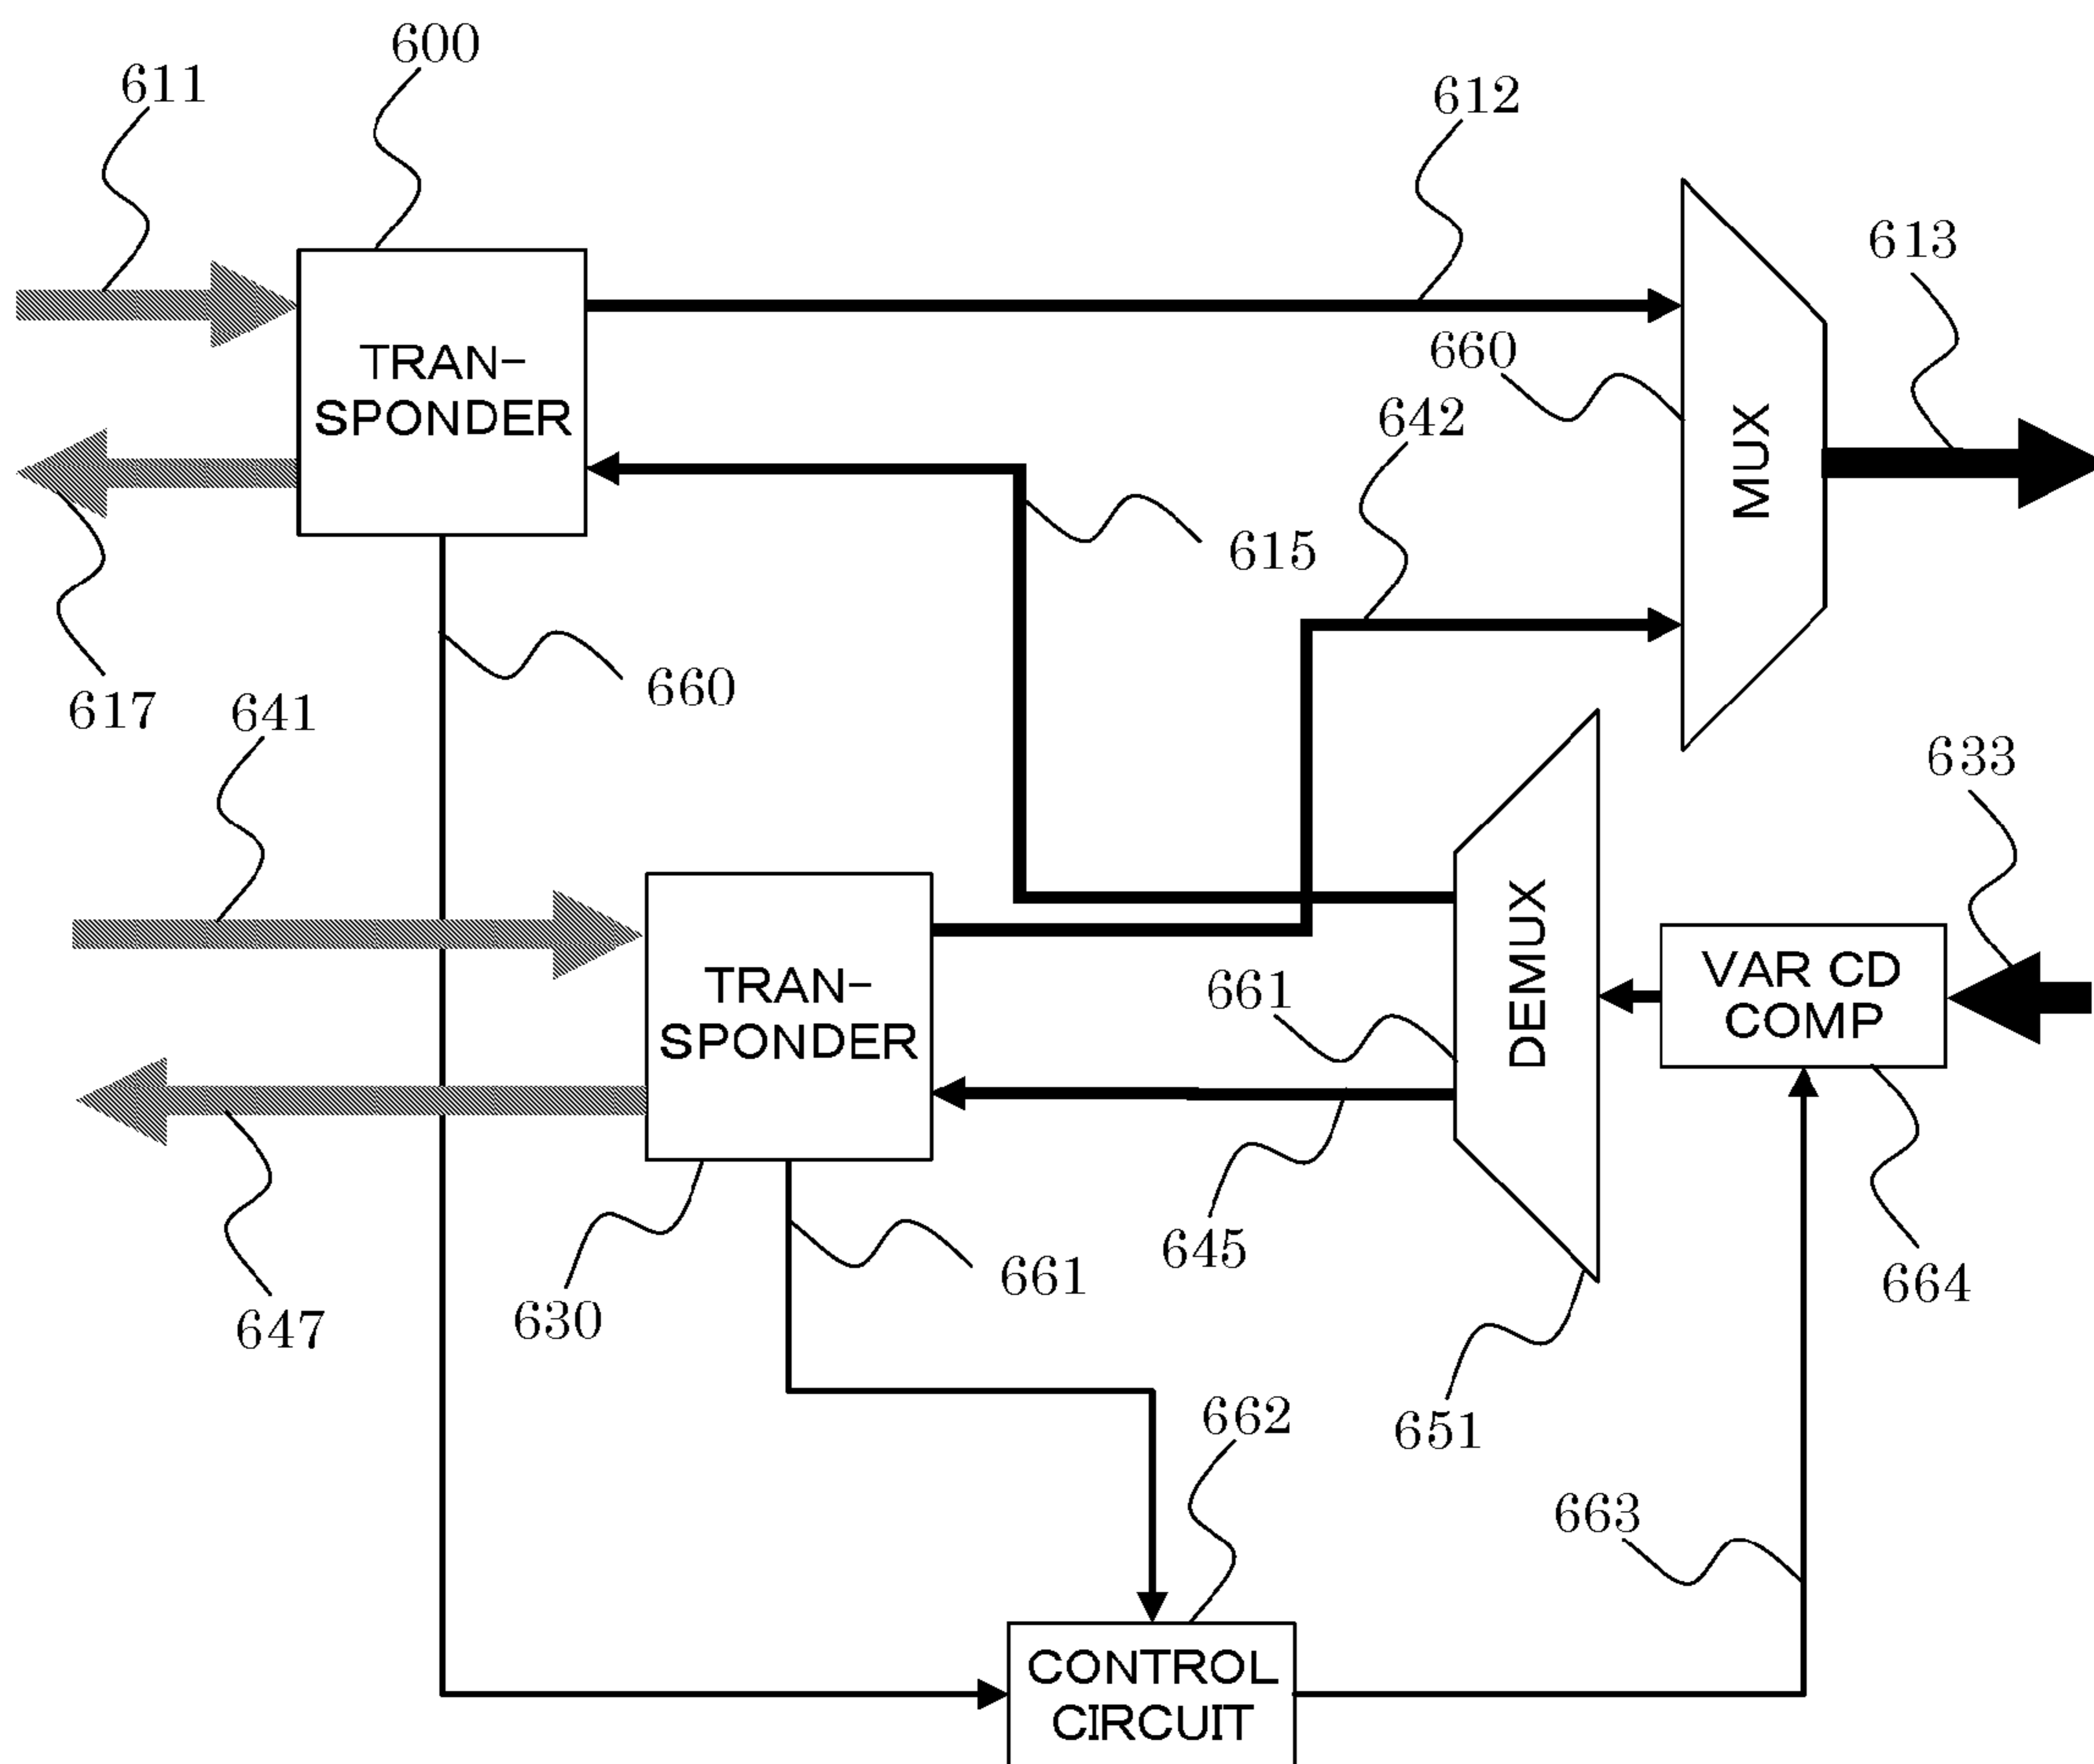 600
611
612
613
660
TRAN-
SPONDER
642
MUX
615
660
617
641
633
DEMUX
VAR CD
COMP
661
TRAN-
SPONDER
645
661
664
630
647
651
662
663
CONTROL
CIRCUIT